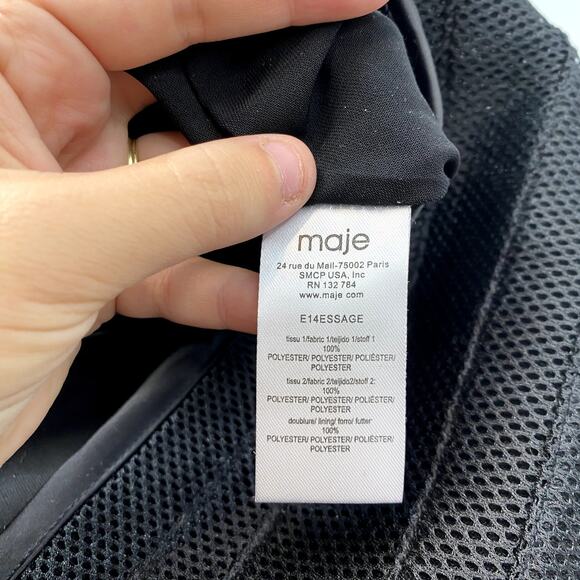 maje
24 rue du Mail-75002 Paris
SMCP USA, Inc
RN 132 784
www.maje.com
E14ESSAGE
tissu 1/fabric 1/tejido 1/stoff 1
100%
POLYESTER/ POLYESTER/ POLIÉSTER/
POLYESTER
tissu 2/fabric 2/tejido2/stoff 2:
100%
POLYESTER/ POLYESTER/ POLIÉSTER/
POLYESTER
doublure/ lining/ forro/ futter
100%
POLYESTER/ POLYESTER/ POLIÉSTER/
POLYESTER